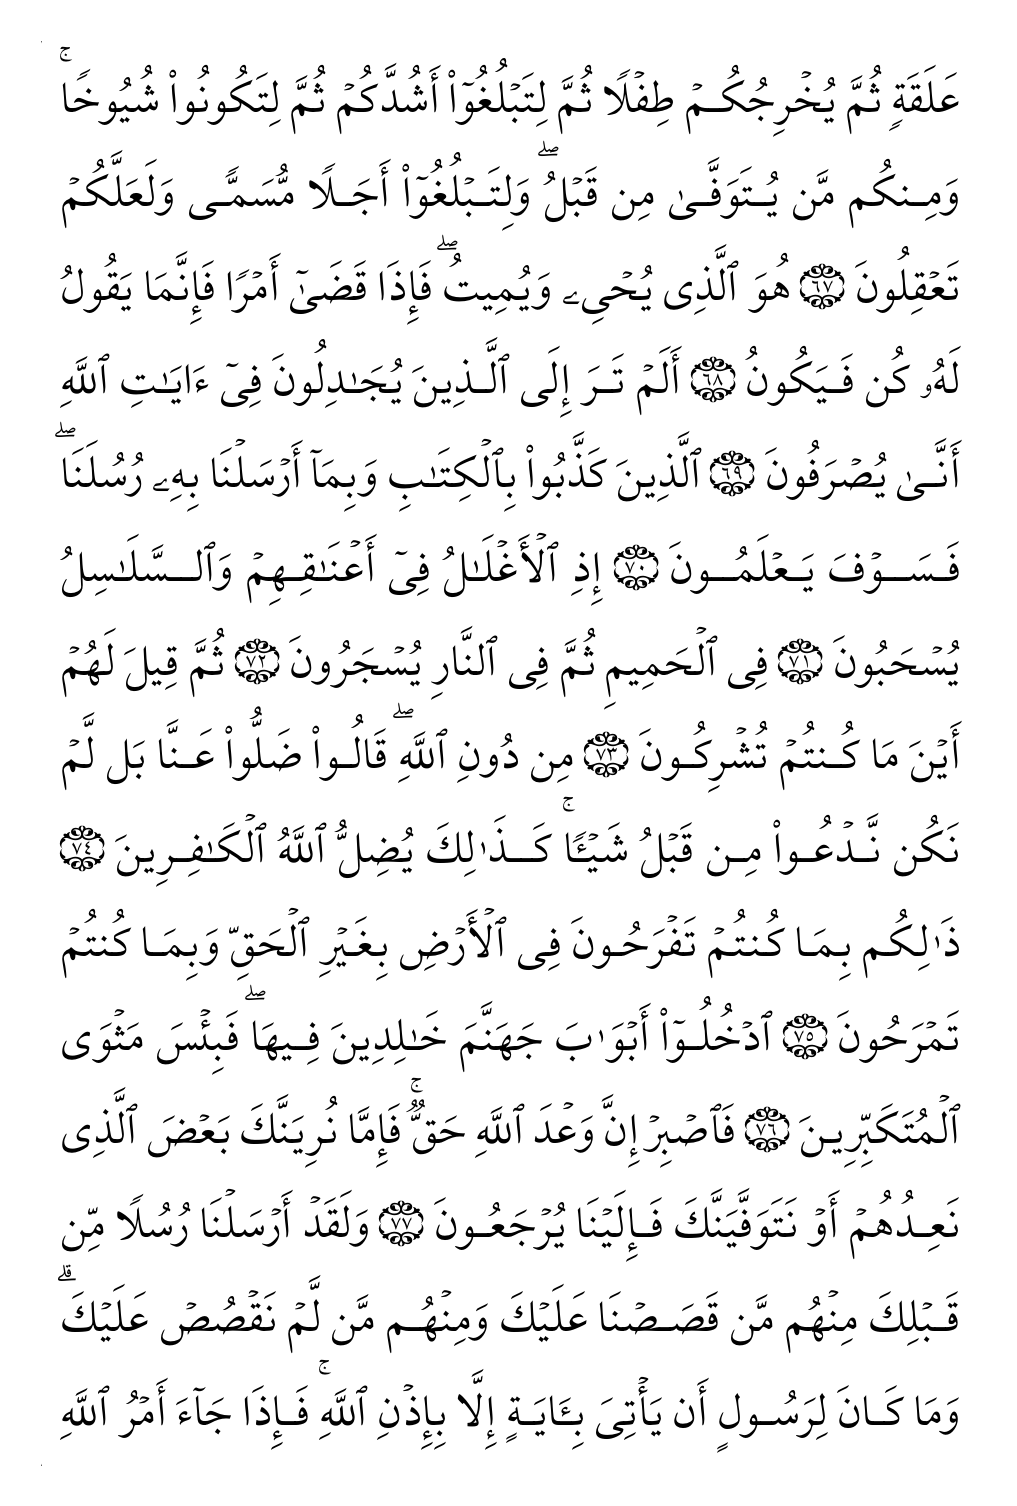 عَلَقَةٍ ثُمَّ يُخْرِجُكُمْ طِفْلًا ثُمَّ لِتَبْلُغُوٓا۟ أَشُدَّكُمْ ثُمَّ لِتَكُونُوا۟ شُيُوخًا ۚ
وَمِنكُم مَّن يُتَوَفَّىٰ مِن قَبْلُ ۖ وَلِتَبْلُغُوٓا۟ أَجَلًا مُّسَمًّى وَلَعَلَّكُمْ
تَعْقِلُونَ ۝٦٧ هُوَ ٱلَّذِى يُحْىِۦ وَيُمِيتُ ۖ فَإِذَا قَضَىٰٓ أَمْرًا فَإِنَّمَا يَقُولُ
لَهُۥ كُن فَيَكُونُ ۝٦٨ أَلَمْ تَرَ إِلَى ٱلَّذِينَ يُجَـٰدِلُونَ فِىٓ ءَايَـٰتِ ٱللَّهِ
أَنَّىٰ يُصْرَفُونَ ۝٦٩ ٱلَّذِينَ كَذَّبُوا۟ بِٱلْكِتَـٰبِ وَبِمَآ أَرْسَلْنَا بِهِۦ رُسُلَنَا ۖ
فَسَوْفَ يَعْلَمُونَ ۝٧٠ إِذِ ٱلْأَغْلَـٰلُ فِىٓ أَعْنَـٰقِهِمْ وَٱلسَّلَـٰسِلُ
يُسْحَبُونَ ۝٧١ فِى ٱلْحَمِيمِ ثُمَّ فِى ٱلنَّارِ يُسْجَرُونَ ۝٧٢ ثُمَّ قِيلَ لَهُمْ
أَيْنَ مَا كُنتُمْ تُشْرِكُونَ ۝٧٣ مِن دُونِ ٱللَّهِ ۖ قَالُوا۟ ضَلُّوا۟ عَنَّا بَل لَّمْ
نَكُن نَّدْعُوا۟ مِن قَبْلُ شَيْـًٔا ۚ كَذَٰلِكَ يُضِلُّ ٱللَّهُ ٱلْكَـٰفِرِينَ ۝٧٤
ذَٰلِكُم بِمَا كُنتُمْ تَفْرَحُونَ فِى ٱلْأَرْضِ بِغَيْرِ ٱلْحَقِّ وَبِمَا كُنتُمْ
تَمْرَحُونَ ۝٧٥ ٱدْخُلُوٓا۟ أَبْوَٰبَ جَهَنَّمَ خَـٰلِدِينَ فِيهَا ۖ فَبِئْسَ مَثْوَى
ٱلْمُتَكَبِّرِينَ ۝٧٦ فَٱصْبِرْ إِنَّ وَعْدَ ٱللَّهِ حَقٌّ ۚ فَإِمَّا نُرِيَنَّكَ بَعْضَ ٱلَّذِى
نَعِدُهُمْ أَوْ نَتَوَفَّيَنَّكَ فَإِلَيْنَا يُرْجَعُونَ ۝٧٧ وَلَقَدْ أَرْسَلْنَا رُسُلًا مِّن
قَبْلِكَ مِنْهُم مَّن قَصَصْنَا عَلَيْكَ وَمِنْهُم مَّن لَّمْ نَقْصُصْ عَلَيْكَ ۗ
وَمَا كَانَ لِرَسُولٍ أَن يَأْتِىَ بِـَٔايَةٍ إِلَّا بِإِذْنِ ٱللَّهِ ۚ فَإِذَا جَآءَ أَمْرُ ٱللَّهِ